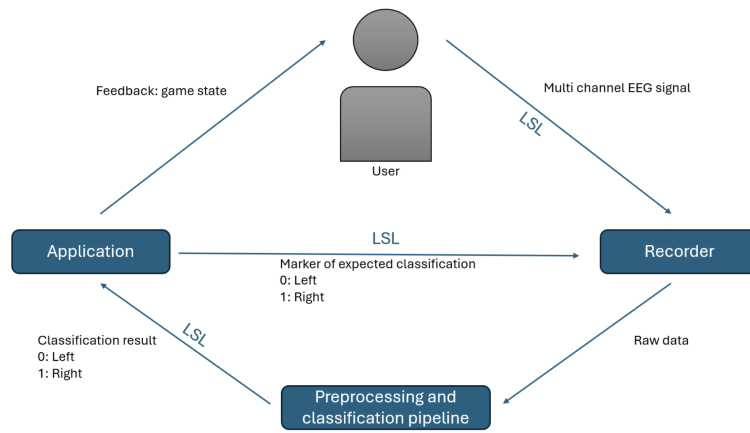 Feedback: game state
Multi channel EEG signal
LSL
User
Application
LSL
Recorder
Marker of expected classification
0: Left
1: Right
Classification result
0: Left
1: Right
LSL
Raw data
Preprocessing and
classification pipeline